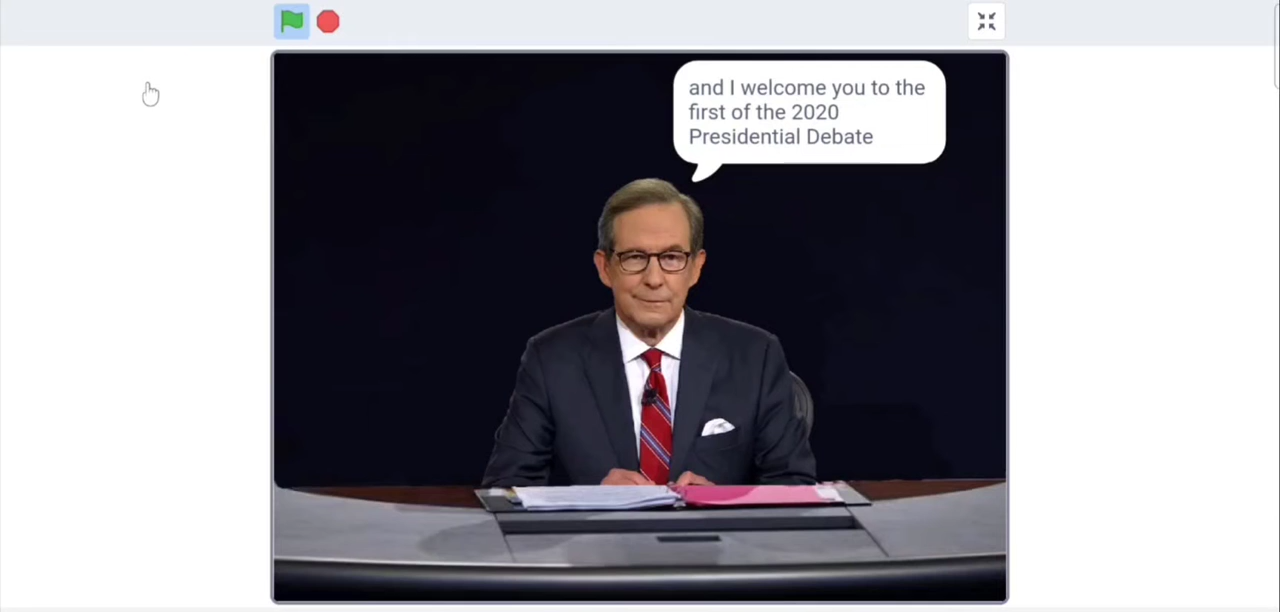 and I welcome you to the
first of the 2020
Presidential Debate